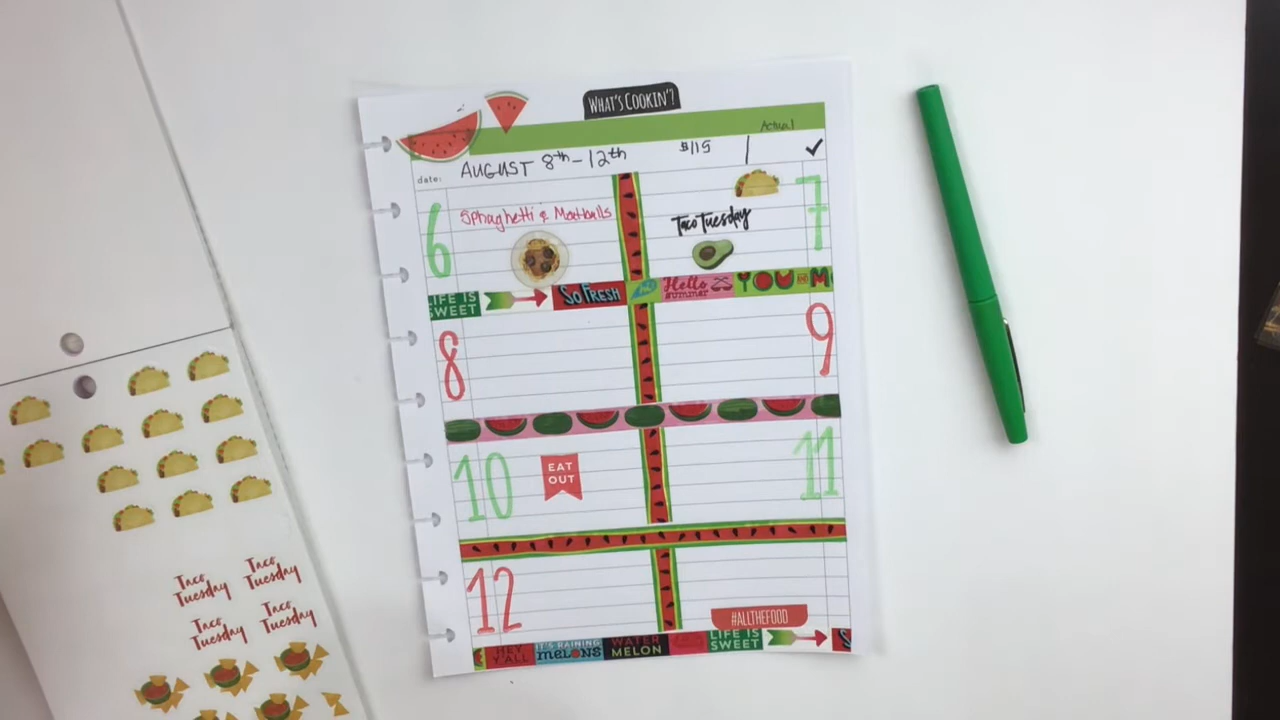 WHAT'S COOKIN'?
Actual
date: AUGUST 8th - 12th $115 ✓
6 Sphaghetti & Meatballs
Taco Tuesday 7
LIFE IS SWEET
SO FRESH
Hello summer
YOU AND M
8
9
10
EAT OUT
11
12
#ALLTHEFOOD
HEY Y'ALL
IT'S RAINING melons
WATER MELON
LIFE IS SWEET
S
Taco Tuesday
Taco Tuesday
Taco Tuesday
Taco Tuesday